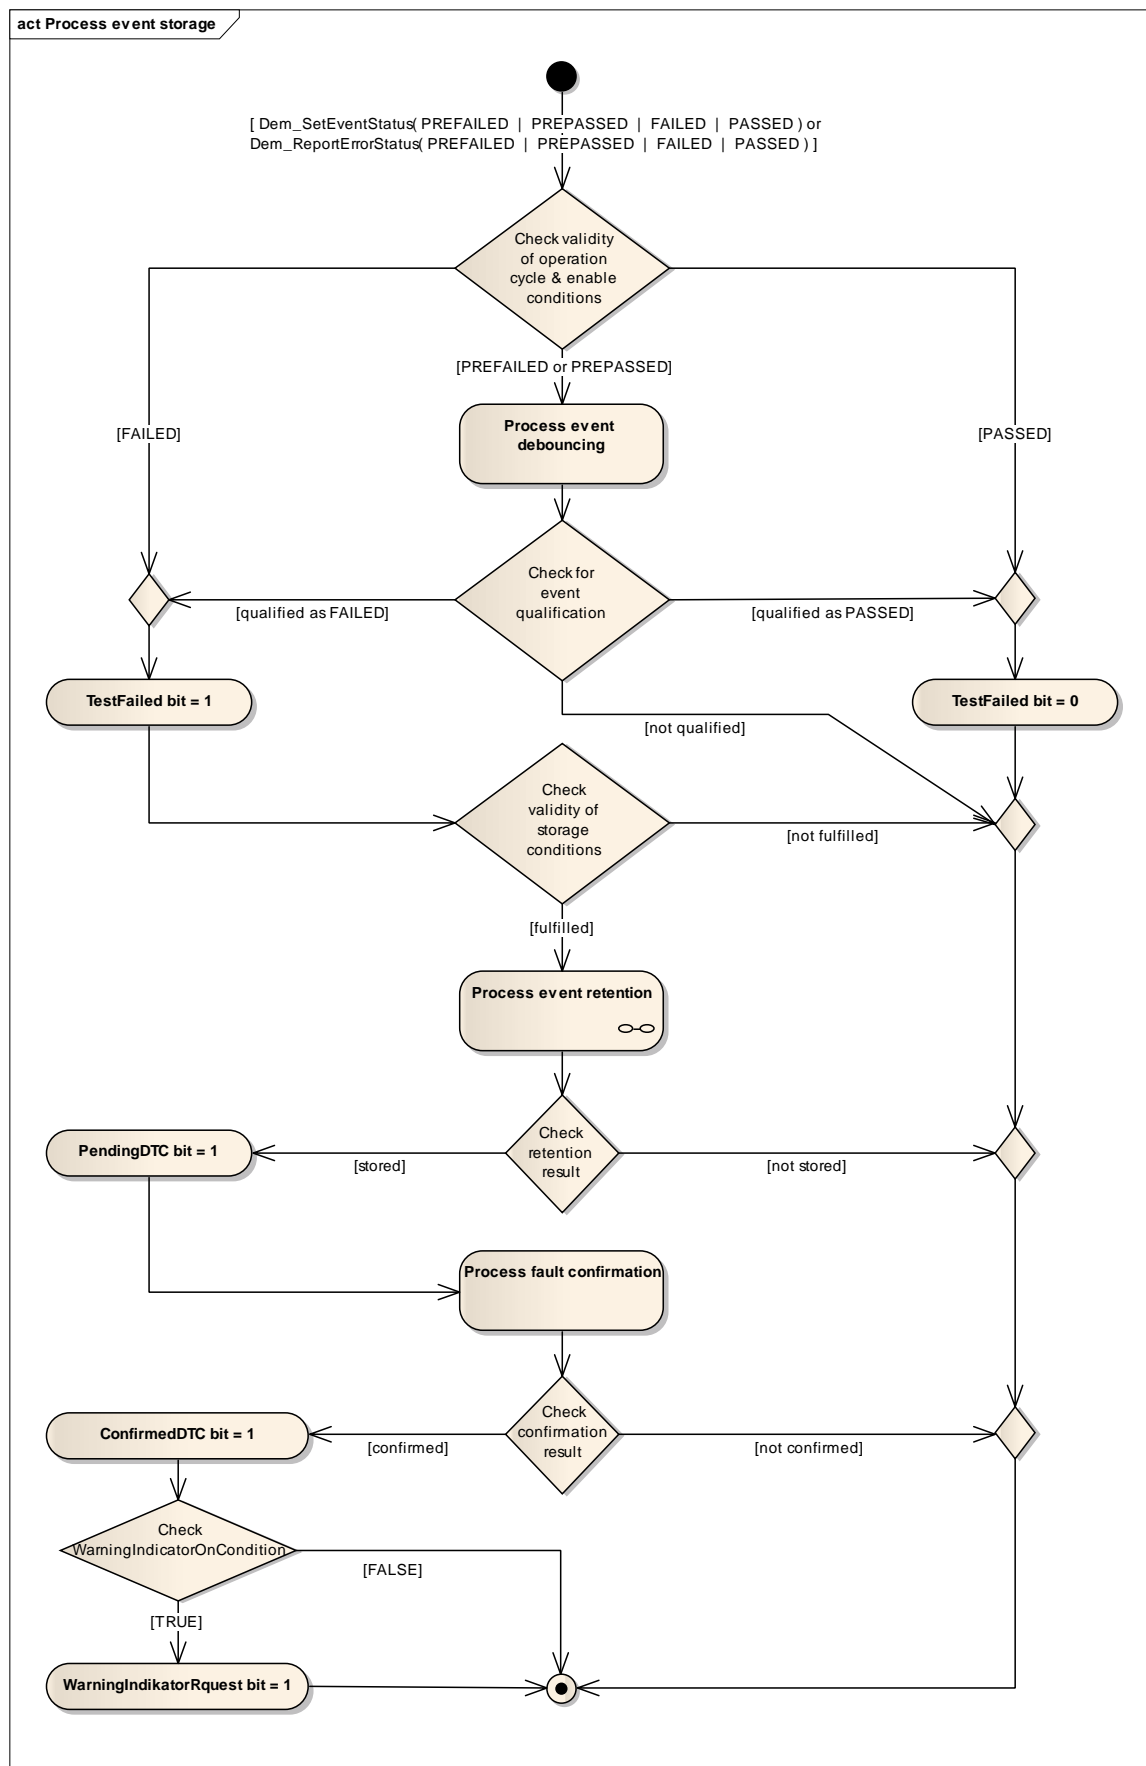 act Process event storage
[ Dem_SetEventStatus( PREFAILED | PREPASSED | FAILED | PASSED ) or
Dem_ReportErrorStatus( PREFAILED | PREPASSED | FAILED | PASSED ) ]
Check validity
of operation
cycle & enable
conditions
[PREFAILED or PREPASSED]
[FAILED]
[PASSED]
Process event
debouncing
Check for
event
qualification
[qualified as FAILED]
[qualified as PASSED]
TestFailed bit = 1
TestFailed bit = 0
[not qualified]
Check
validity of
storage
conditions
[not fulfilled]
[fulfilled]
Process event retention
Check
retention
result
PendingDTC bit = 1
[stored]
[not stored]
Process fault confirmation
Check
confirmation
result
ConfirmedDTC bit = 1
[confirmed]
[not confirmed]
Check
WarningIndicatorOnCondition
[FALSE]
[TRUE]
WarningIndikatorRquest bit = 1